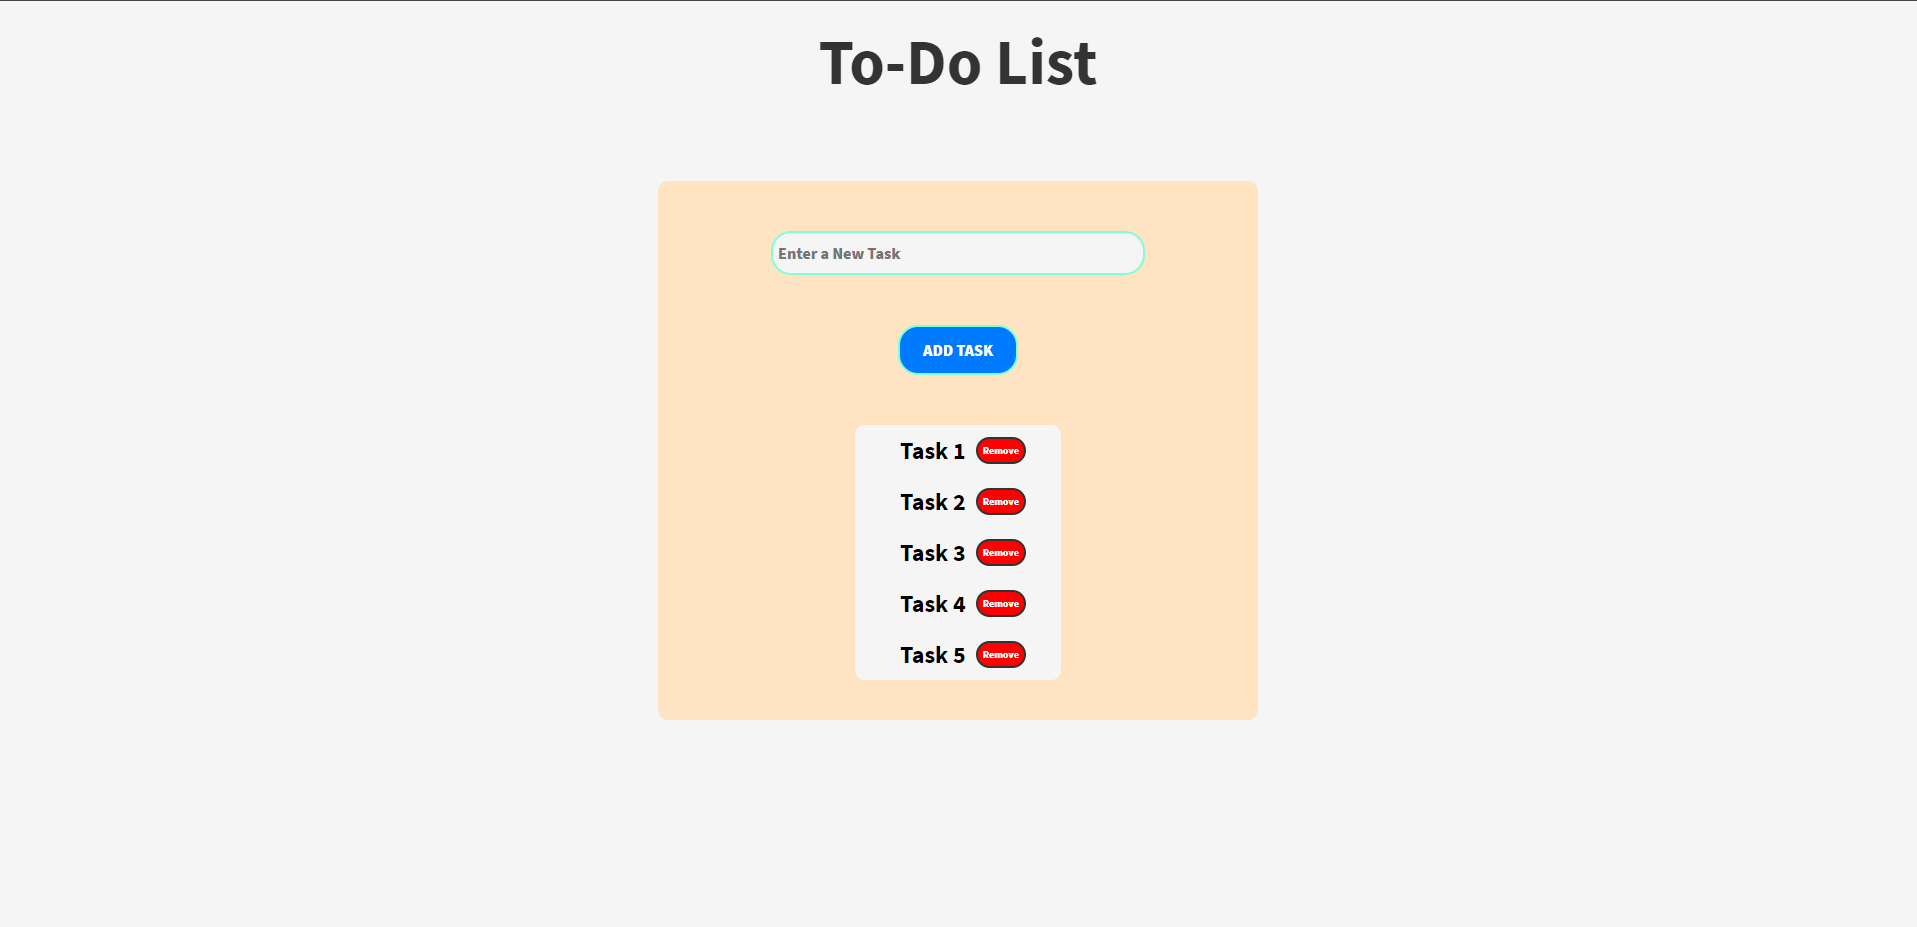 To-Do List
Enter a New Task
ADD TASK
Task 1 Remove
Task 2 Remove
Task 3 Remove
Task 4 Remove
Task 5 Remove